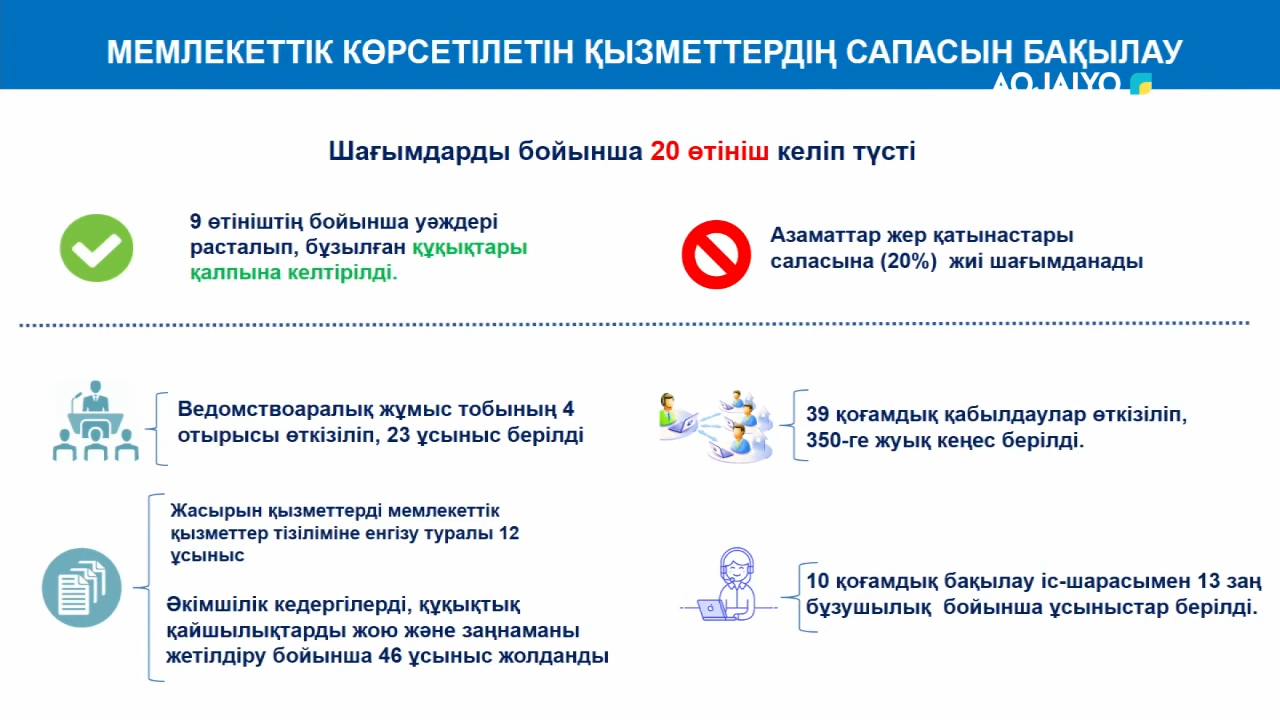 МЕМЛЕКЕТТІК КӨРСЕТІЛЕТІН ҚЫЗМЕТТЕРДІҢ САПАСЫН БАҚЫЛАУ
Шағымдарды бойынша 20 өтініш келіп түсті
9 өтініштің бойынша уәждері
расталып, бұзылған құқықтары
қалпына келтірілді.
Азаматтар жер қатынастары
саласына (20%) жиі шағымданады
Ведомствоаралық жұмыс тобының 4
отырысы өткізіліп, 23 ұсыныс берілді
39 қоғамдық қабылдаулар өткізіліп,
350-ге жуық кеңес берілді.
Жасырын қызметтерді мемлекеттік
қызметтер тізіліміне енгізу туралы 12
ұсыныс
Әкімшілік кедергілерді, құқықтық
қайшылықтарды жою және заңнаманы
жетілдіру бойынша 46 ұсыныс жолданды
10 қоғамдық бақылау іс-шарасымен 13 заң
бұзушылық бойынша ұсыныстар берілді.